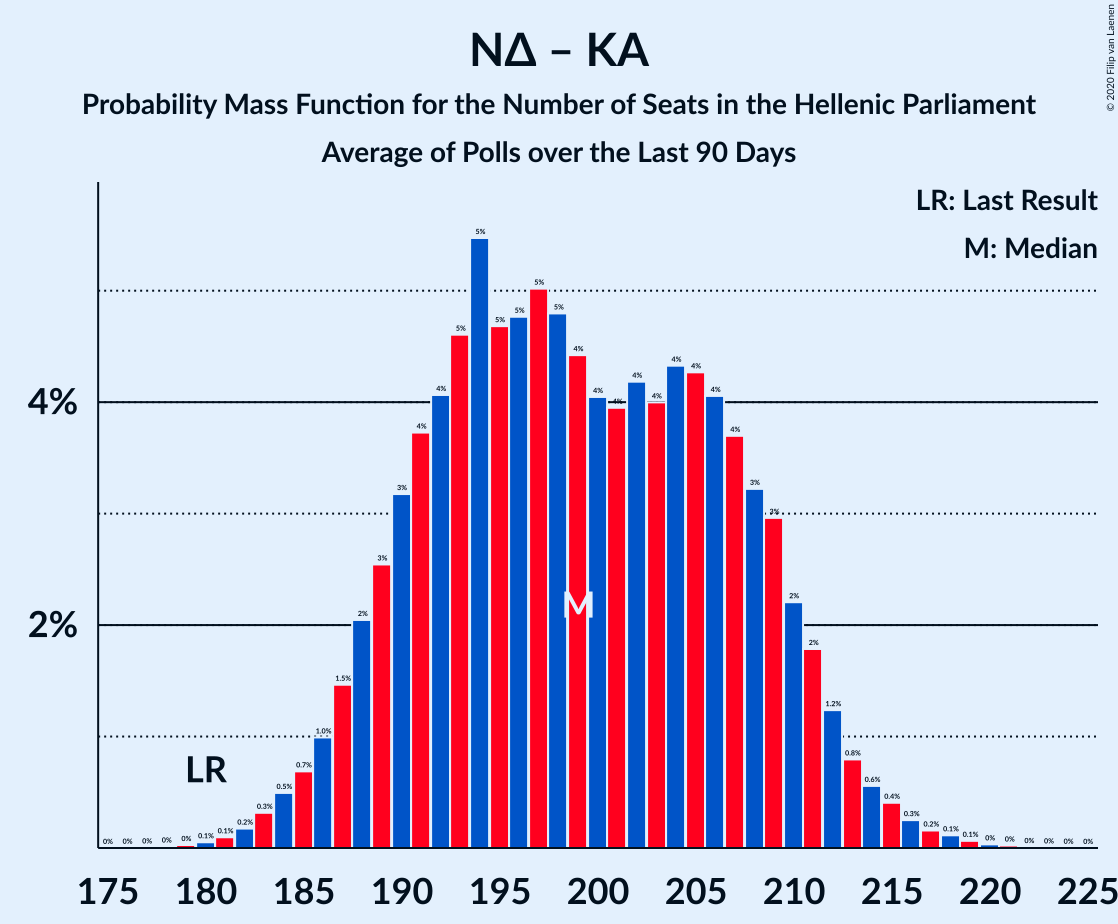 © 2020 Filip van Laenen
ΝΔ – ΚΑ
Probability Mass Function for the Number of Seats in the Hellenic Parliament
Average of Polls over the Last 90 Days
LR: Last Result
M: Median
4%
2%
0% 0% 0% 0% 0% 0.1% 0.1% 0.2% 0.3% 0.5% 0.7% 1.0% 1.5% 2% 3% 3% 4% 4% 5% 5% 5% 5% 5% 5% 4% 4% 4% 4% 4% 4% 4% 4% 4% 3% 3% 2% 2% 1.2% 0.8% 0.6% 0.4% 0.3% 0.2% 0.1% 0.1% 0% 0% 0% 0% 0% 0%
M
LR
175 180 185 190 195 200 205 210 215 220 225